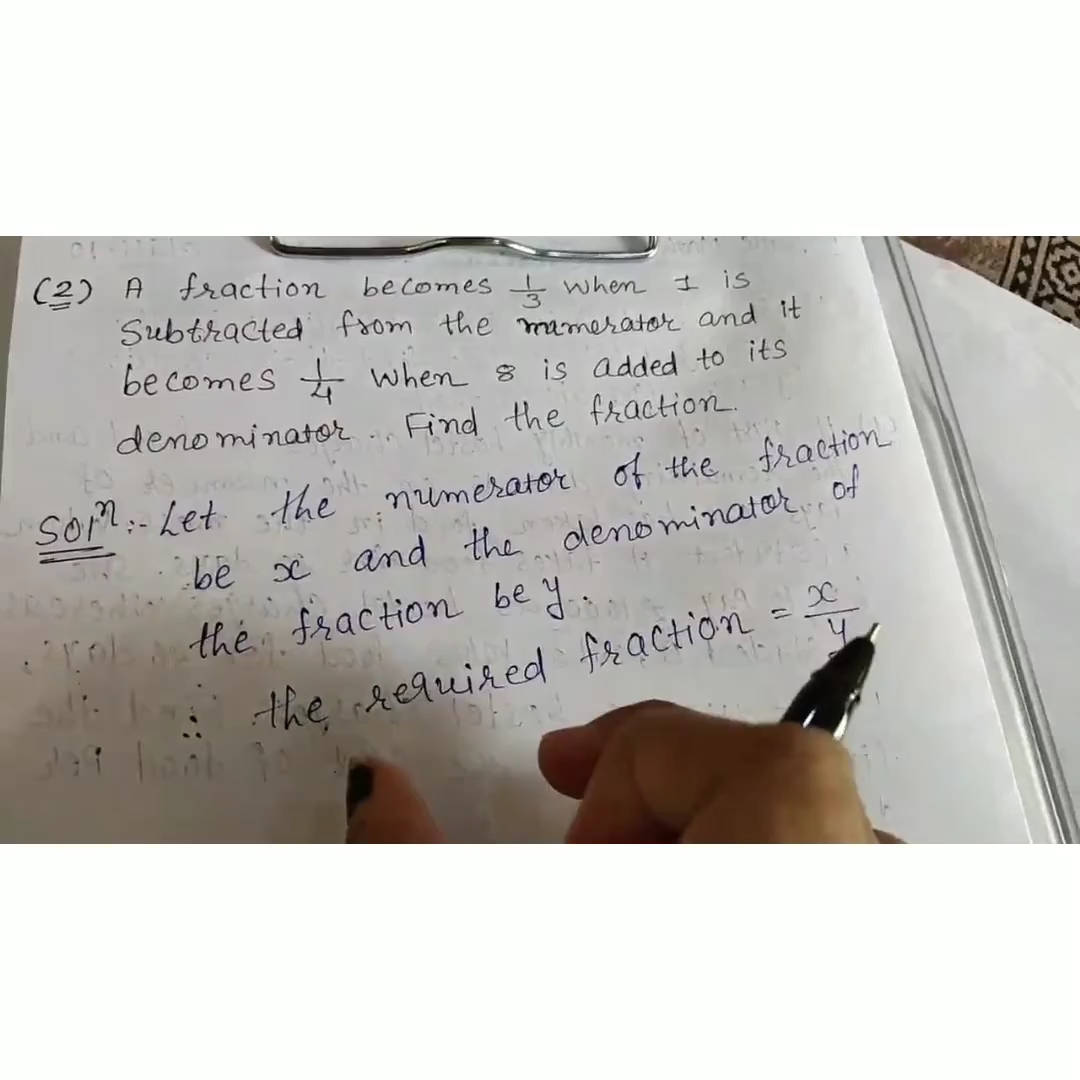 (2) A fraction becomes 1/3 when 1 is
Subtracted from the numerator and it
becomes 1/4 when 8 is added to its
denominator. Find the fraction.
Solⁿ :- Let the numerator of the fraction
be x and the denominator of
the fraction be y.
∴ the required fraction = x/y